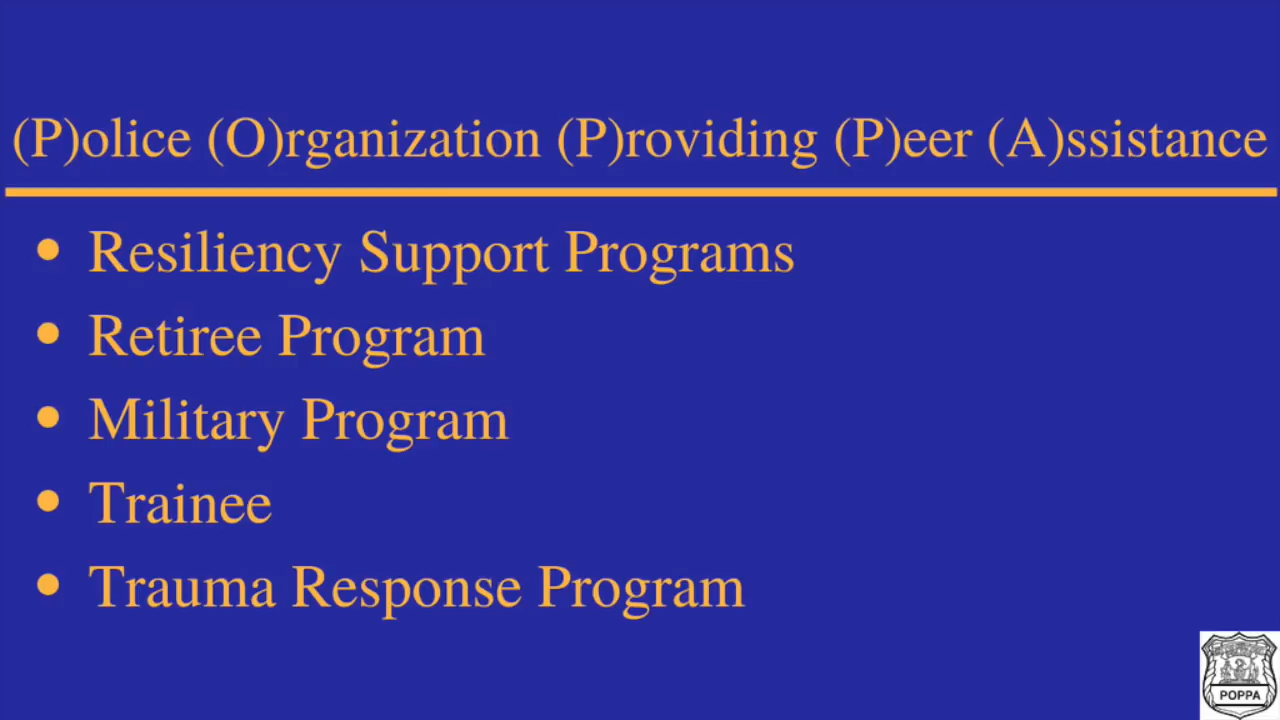 (P)olice (O)rganization (P)roviding (P)eer (A)ssistance
• Resiliency Support Programs
• Retiree Program
• Military Program
• Trainee
• Trauma Response Program
POPPA